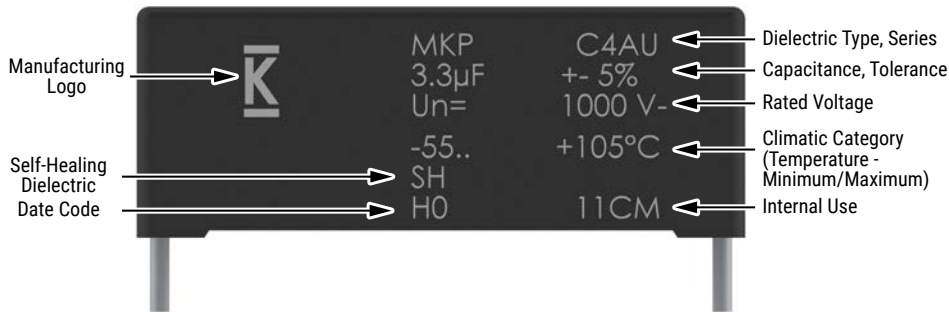 MKP C4AU
3.3µF +- 5%
Un= 1000 V-
-55.. +105°C
SH
H0 11CM
K
Manufacturing
Logo
Self-Healing
Dielectric
Date Code
Dielectric Type, Series
Capacitance, Tolerance
Rated Voltage
Climatic Category
(Temperature -
Minimum/Maximum)
Internal Use